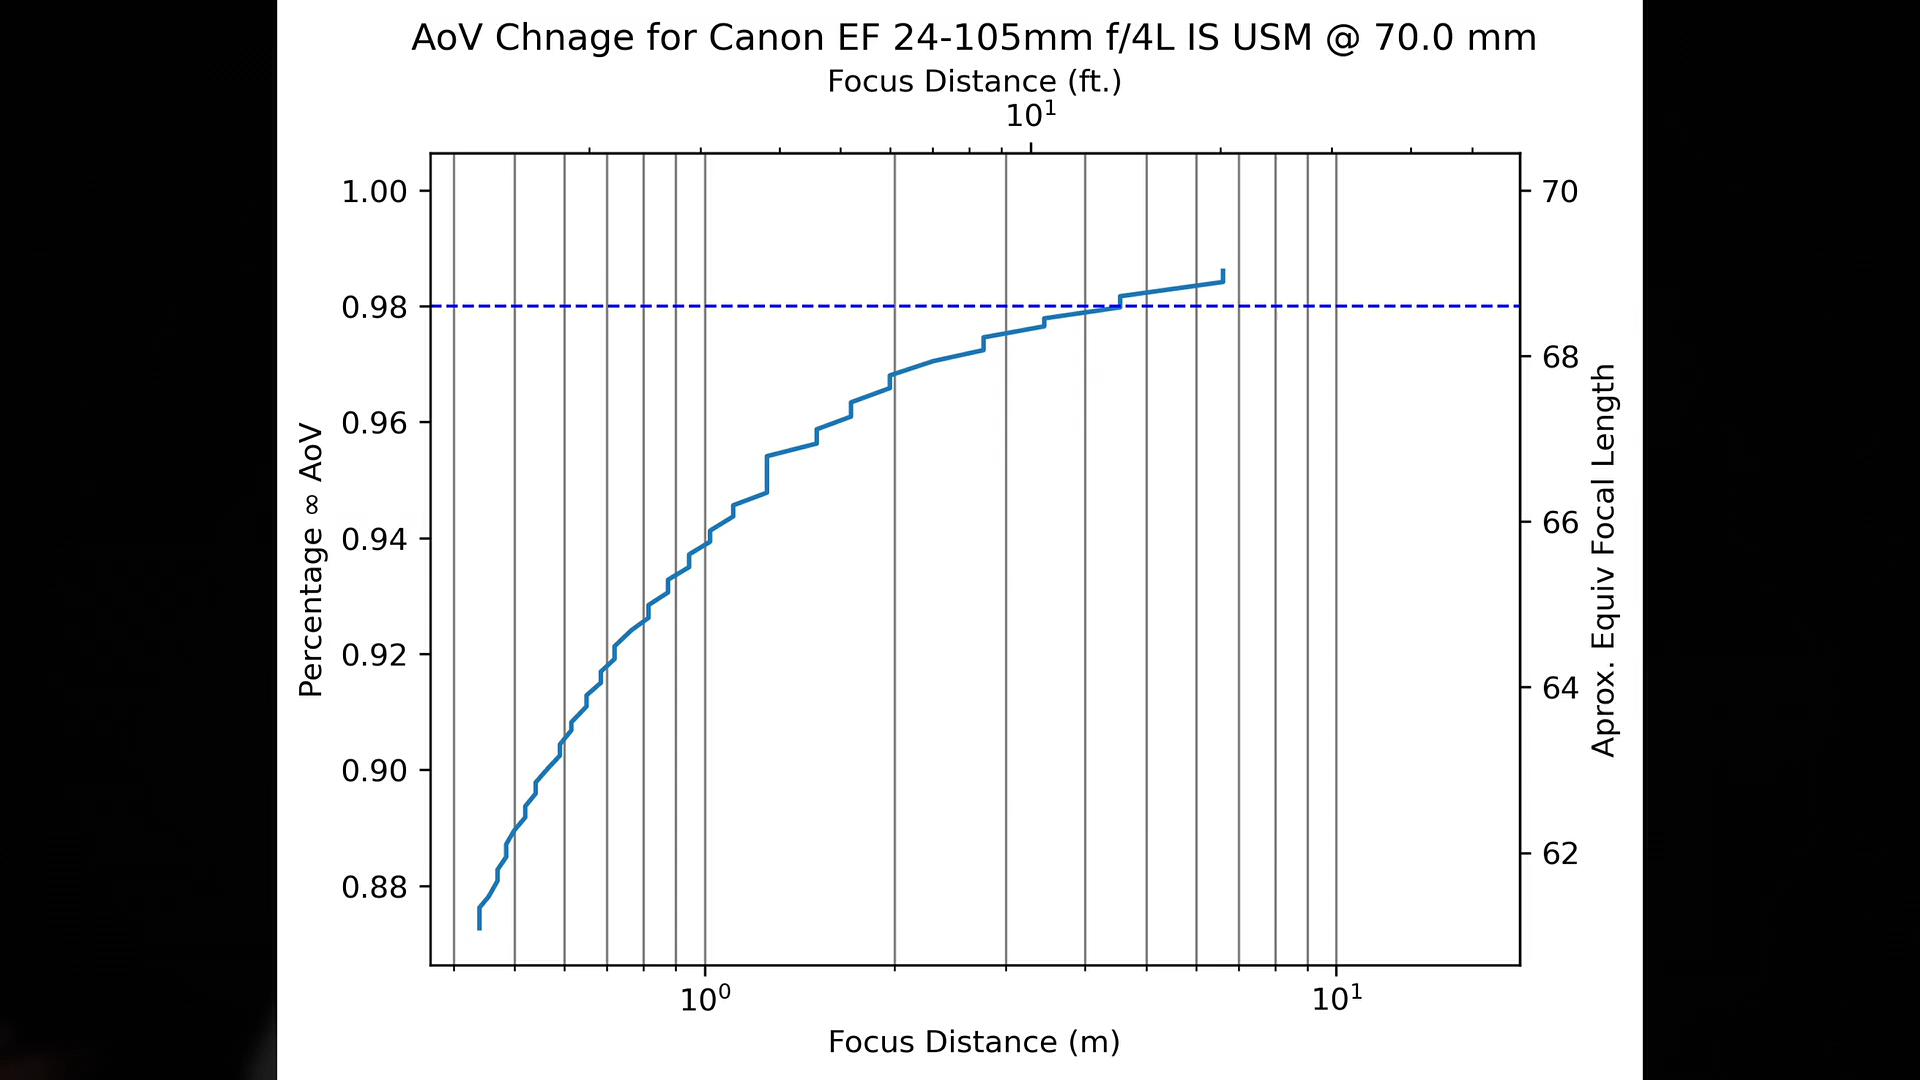 AoV Chnage for Canon EF 24-105mm f/4L IS USM @ 70.0 mm
Focus Distance (ft.)
10¹
1.00
0.98
0.96
0.94
0.92
0.90
0.88
Percentage ∞ AoV
70
68
66
64
62
Aprox. Equiv Focal Length
10⁰ 10¹
Focus Distance (m)